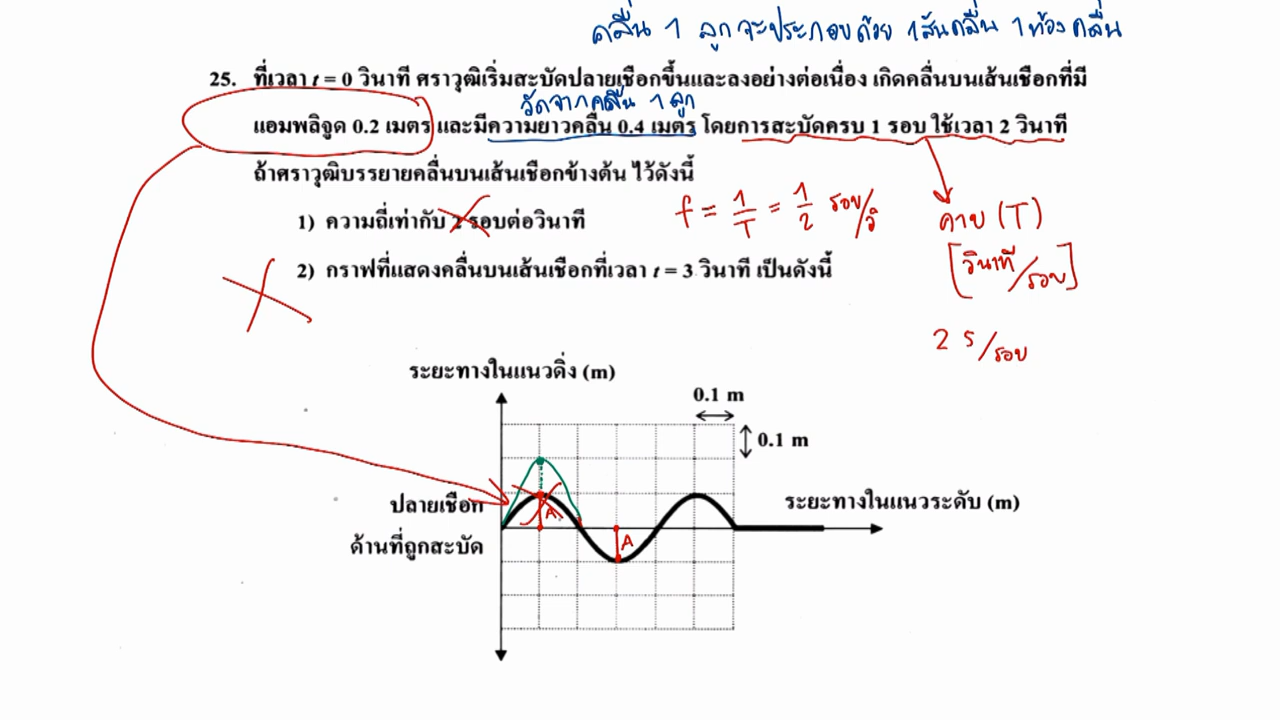 คลื่น 1 ลูกจะประกอบด้วย 1สันคลื่น 1ท้องคลื่น
25. ที่เวลา t = 0 วินาที ศราวุฒิเริ่มสะบัดปลายเชือกขึ้นและลงอย่างต่อเนื่อง เกิดคลื่นบนเส้นเชือกที่มี
วัดจากคลื่น 1 ลูก
แอมพลิจูด 0.2 เมตร และมีความยาวคลื่น 0.4 เมตร โดยการสะบัดครบ 1 รอบ ใช้เวลา 2 วินาที
ถ้าศราวุฒิบรรยายคลื่นบนเส้นเชือกข้างต้น ไว้ดังนี้
1) ความถี่เท่ากับ 2 รอบต่อวินาที
f = 1/T = 1/2 รอบ/วิ
คาบ (T)
[วินาที/รอบ]
2) กราฟที่แสดงคลื่นบนเส้นเชือกที่เวลา t = 3 วินาที เป็นดังนี้
2 s/รอบ
ระยะทางในแนวดิ่ง (m)
0.1 m
0.1 m
ปลายเชือก
ด้านที่ถูกสะบัด
A
A
ระยะทางในแนวระดับ (m)